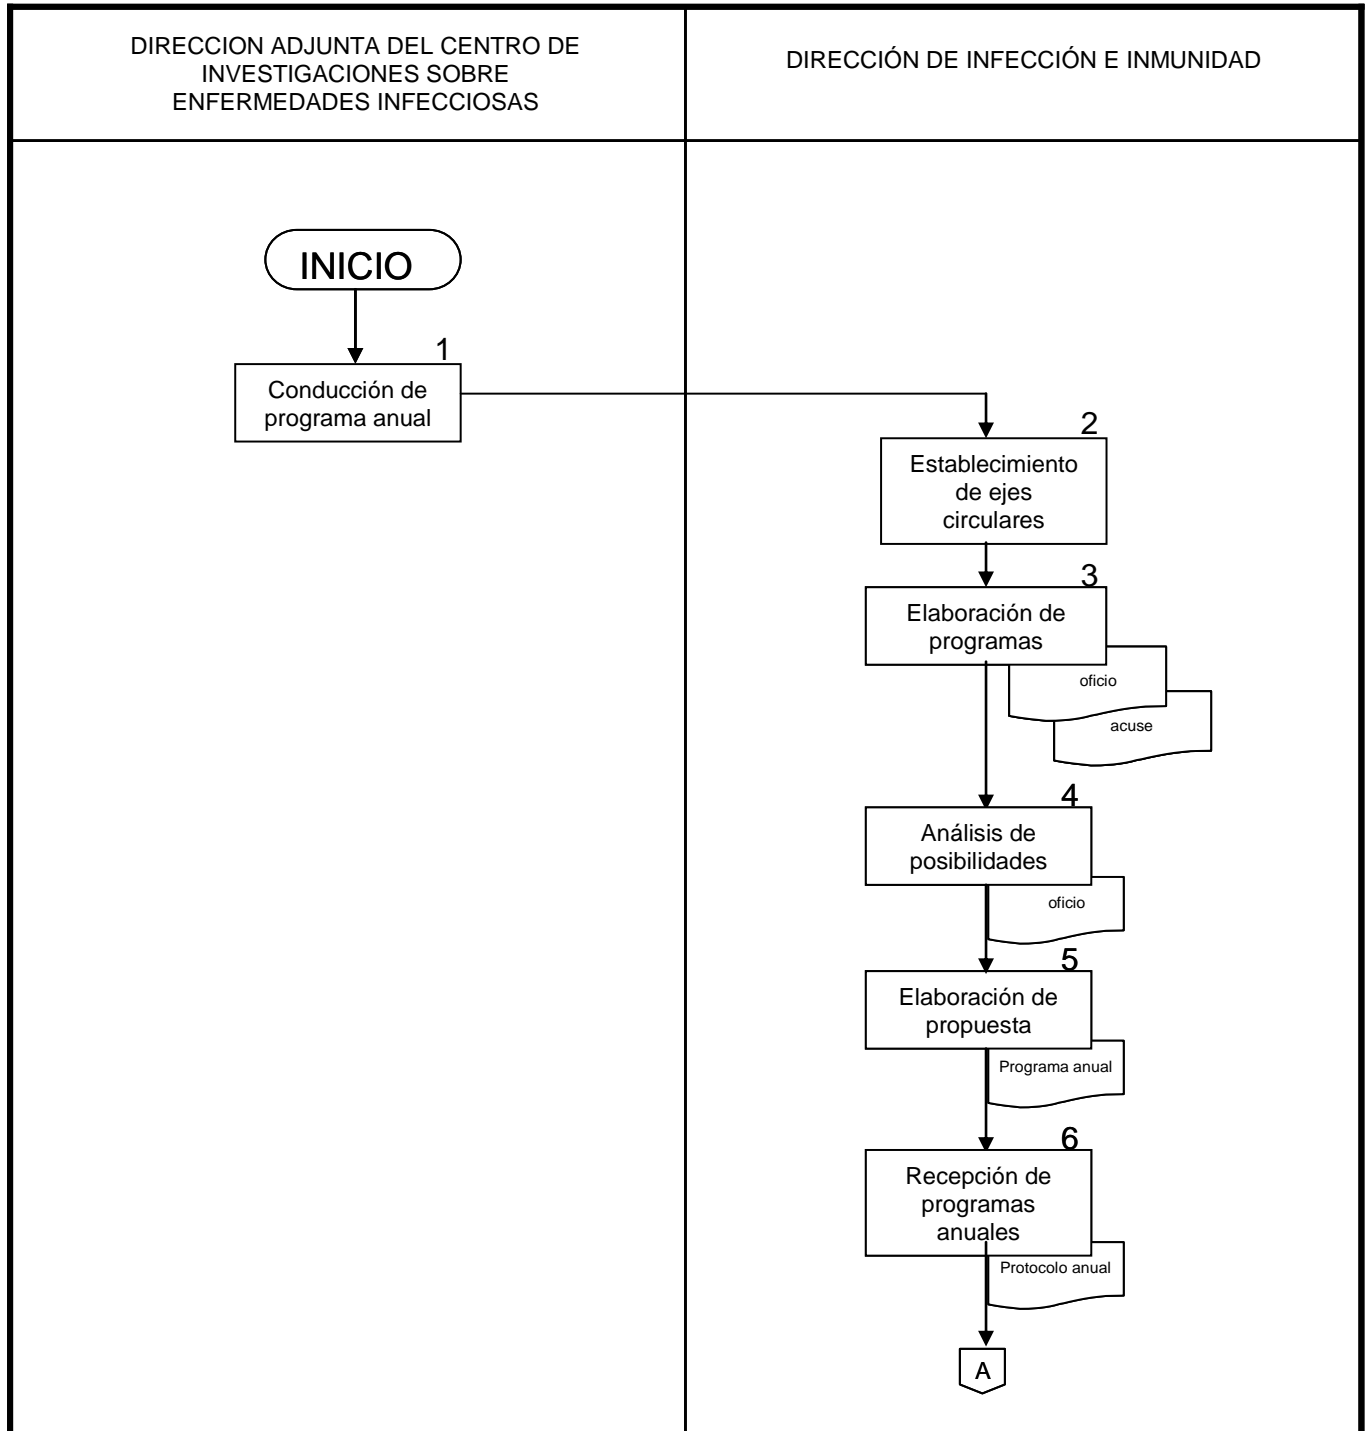 DIRECCION ADJUNTA DEL CENTRO DE
INVESTIGACIONES SOBRE
ENFERMEDADES INFECCIOSAS
DIRECCIÓN DE INFECCIÓN E INMUNIDAD
INICIO
1
Conducción de
programa anual
2
Establecimiento
de ejes
circulares
3
Elaboración de
programas
oficio
acuse
4
Análisis de
posibilidades
oficio
5
Elaboración de
propuesta
Programa anual
6
Recepción de
programas
anuales
Protocolo anual
A